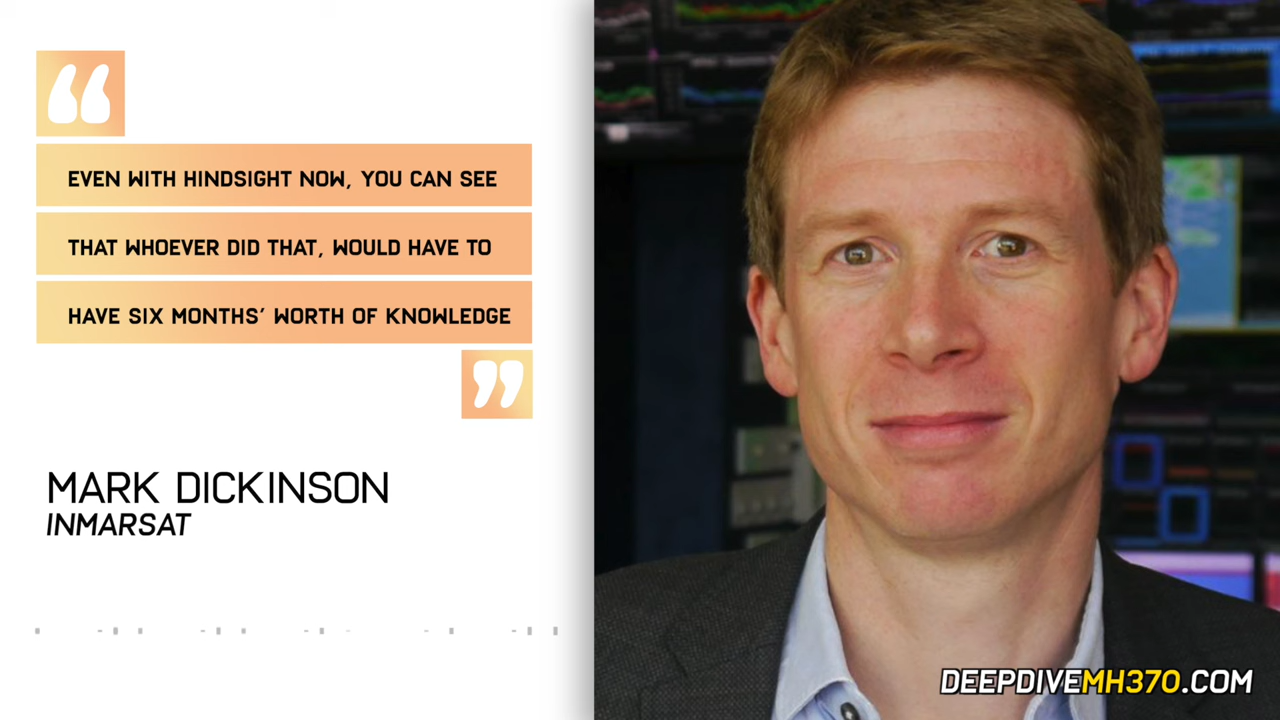 “
EVEN WITH HINDSIGHT NOW, YOU CAN SEE
THAT WHOEVER DID THAT, WOULD HAVE TO
HAVE SIX MONTHS’ WORTH OF KNOWLEDGE
”
MARK DICKINSON
INMARSAT
DEEPDIVEMH370.COM